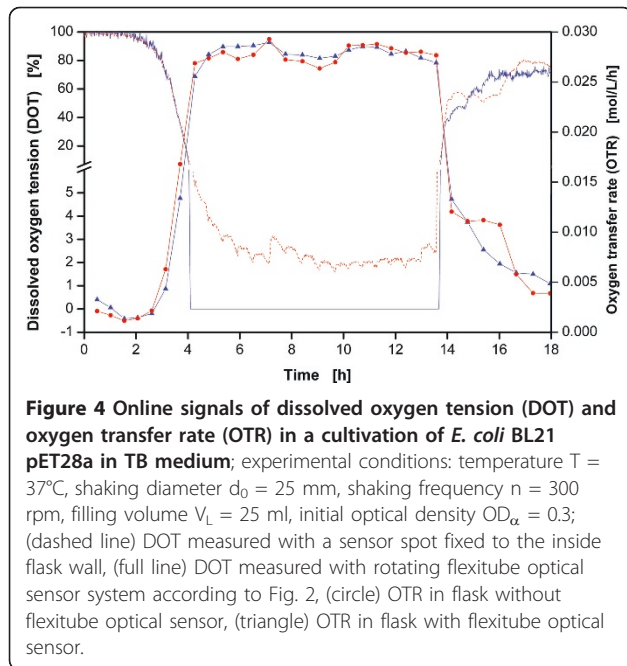 100
80
60
40
20
5
4
3
2
1
0
-1
Dissolved oxygen tension (DOT) [%]
0 2 4 6 8 10 12 14 16 18
Time [h]
0.030
0.025
0.020
0.015
0.010
0.005
0.000
Oxygen transfer rate (OTR) [mol/L/h]
Figure 4 Online signals of dissolved oxygen tension (DOT) and
oxygen transfer rate (OTR) in a cultivation of E. coli BL21
pET28a in TB medium; experimental conditions: temperature T =
37°C, shaking diameter d₀ = 25 mm, shaking frequency n = 300
rpm, filling volume V_L = 25 ml, initial optical density OD_α = 0.3;
(dashed line) DOT measured with a sensor spot fixed to the inside
flask wall, (full line) DOT measured with rotating flexitube optical
sensor system according to Fig. 2, (circle) OTR in flask without
flexitube optical sensor, (triangle) OTR in flask with flexitube optical
sensor.